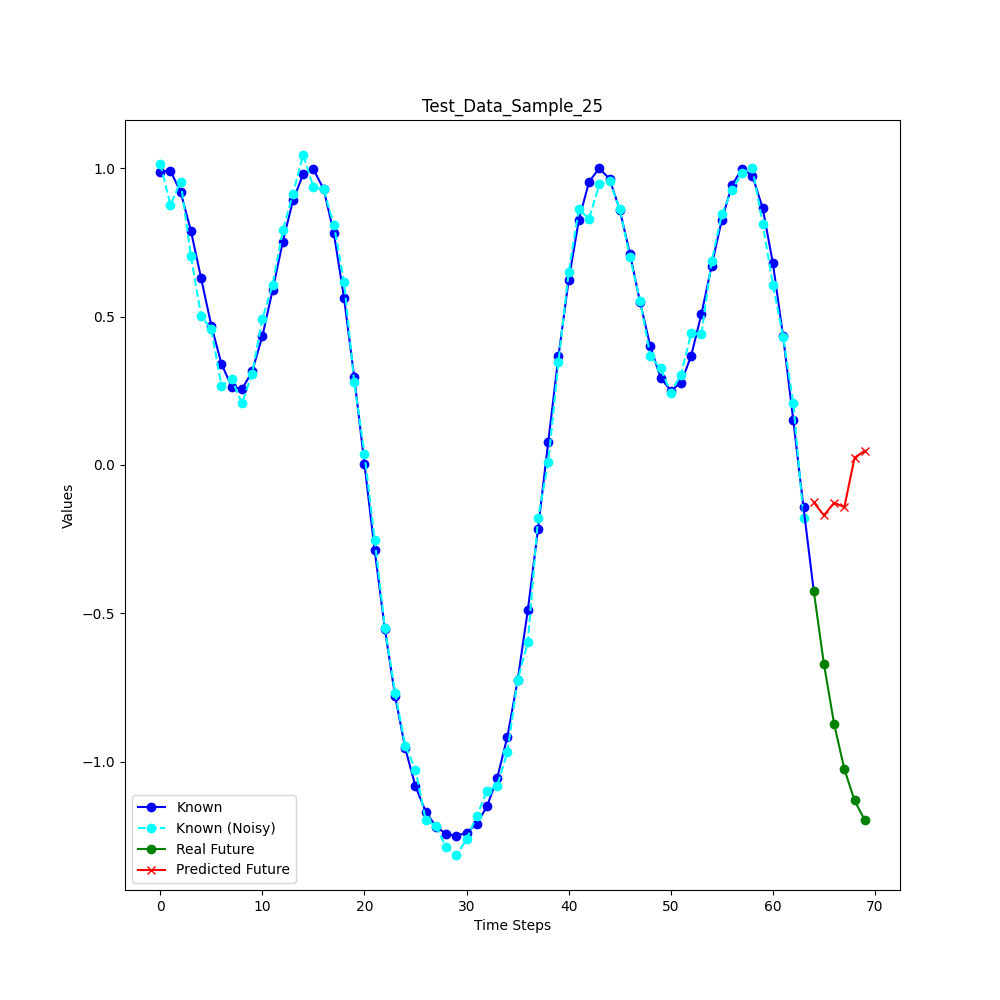 Test_Data_Sample_25
1.0
0.5
0.0
−0.5
−1.0
Values
Known
Known (Noisy)
Real Future
Predicted Future
0 10 20 30 40 50 60 70
Time Steps